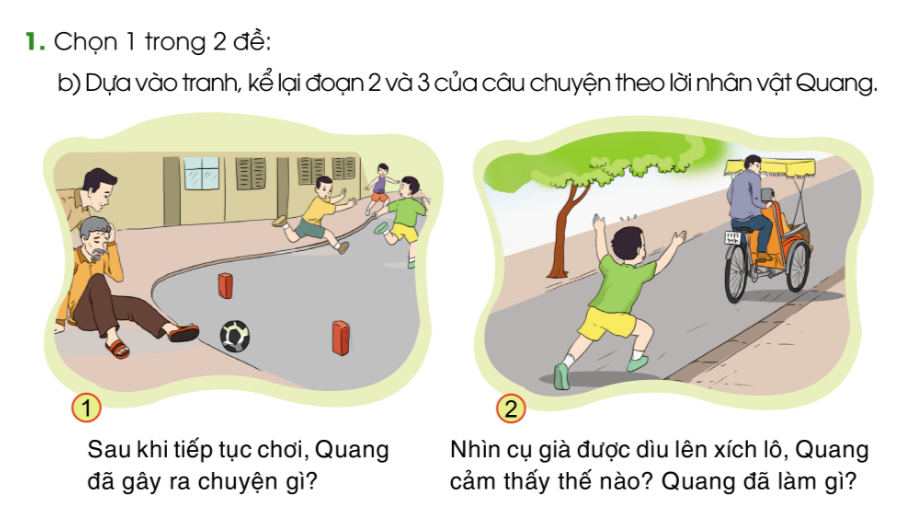 1. Chọn 1 trong 2 đề:
b) Dựa vào tranh, kể lại đoạn 2 và 3 của câu chuyện theo lời nhân vật Quang.
1
2
Sau khi tiếp tục chơi, Quang
đã gây ra chuyện gì?
Nhìn cụ già được dìu lên xích lô, Quang
cảm thấy thế nào? Quang đã làm gì?